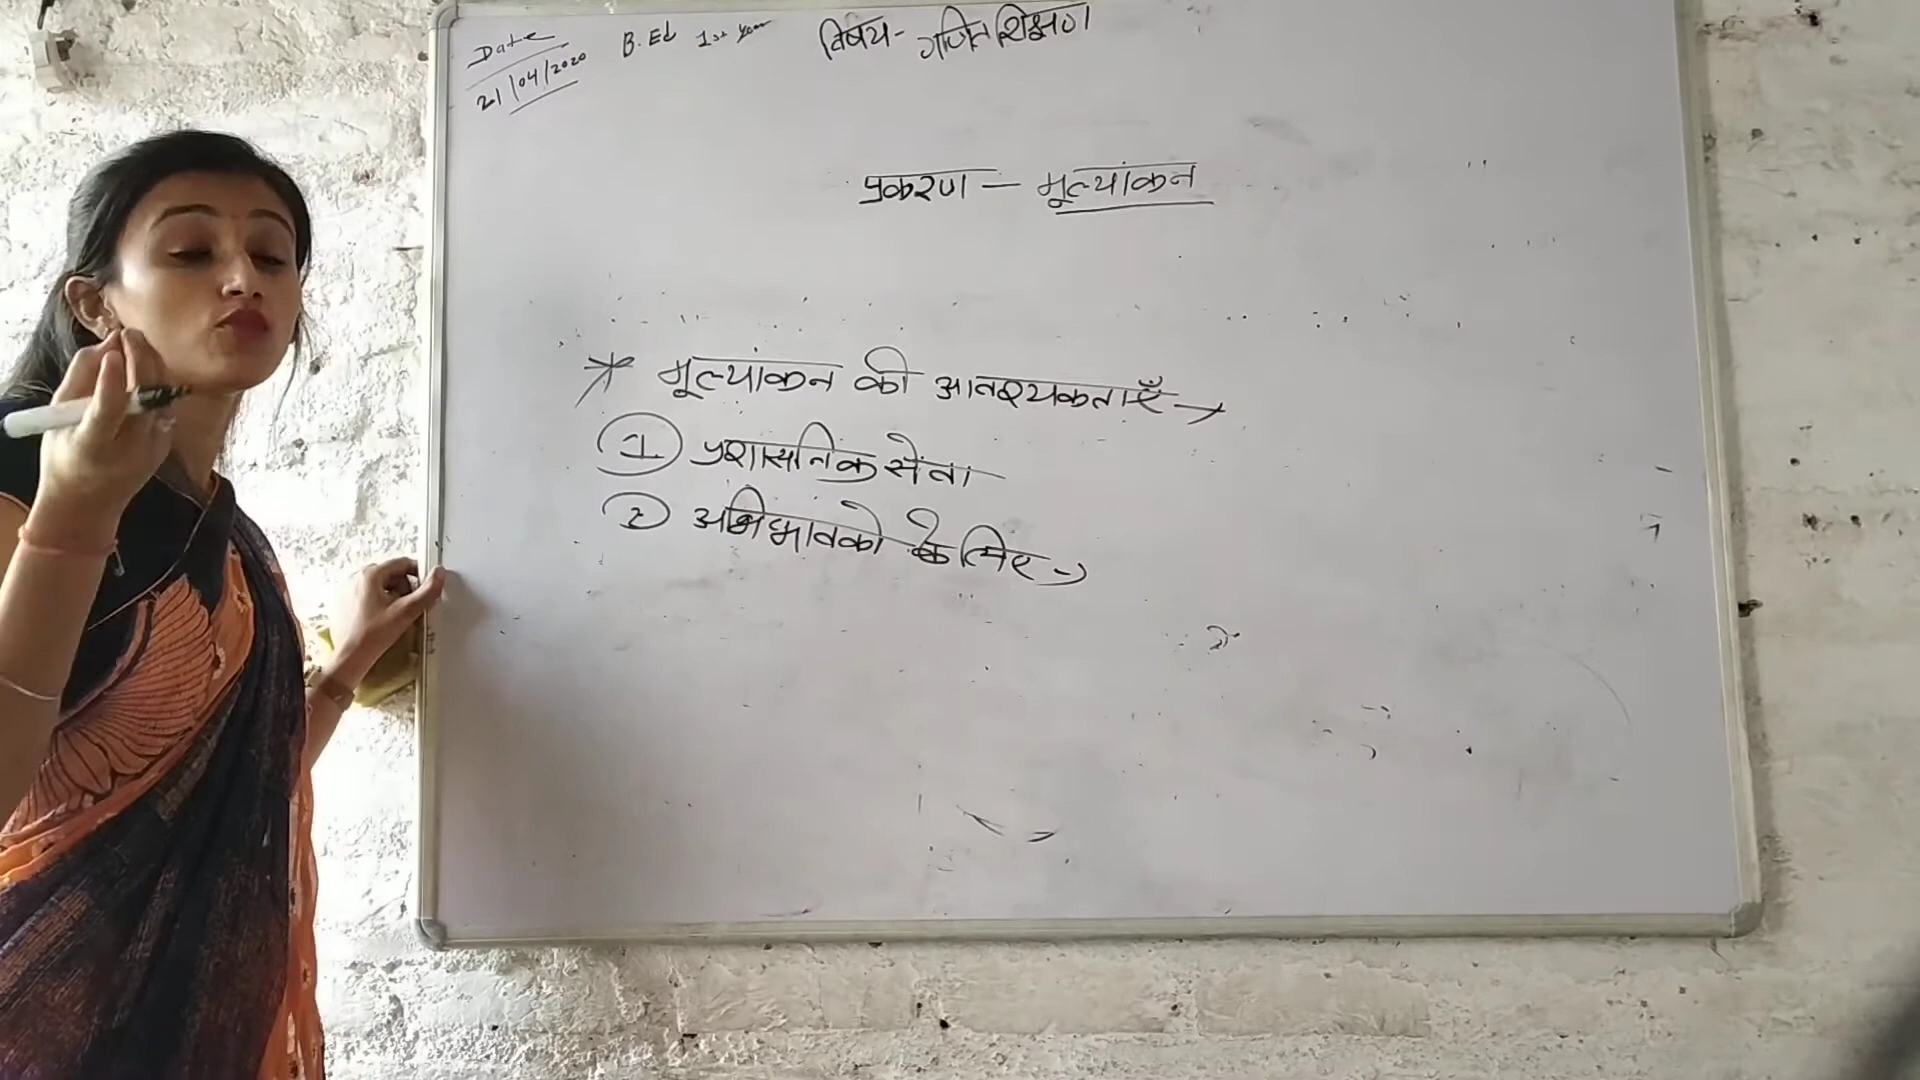 Date
21/04/2020
B.Ed 1st year
विषय- गणित शिक्षण
प्रकरण - मूल्यांकन
* मूल्यांकन की आवश्यकताएँ →
1. प्रशासनिक सेवा
2 अभिभावको के लिए →